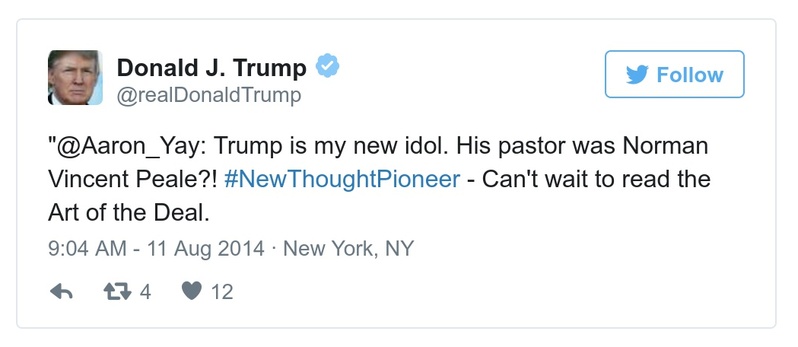 Donald J. Trump
@realDonaldTrump
Follow
"@Aaron_Yay: Trump is my new idol. His pastor was Norman
Vincent Peale?! #NewThoughtPioneer - Can't wait to read the
Art of the Deal.
9:04 AM - 11 Aug 2014 · New York, NY
4 12